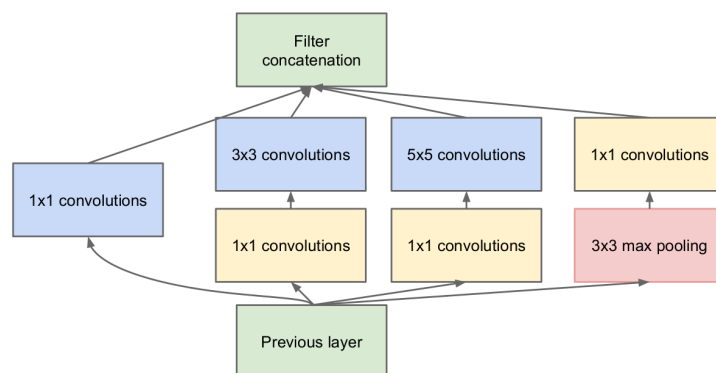 Filter
concatenation
3x3 convolutions
5x5 convolutions
1x1 convolutions
1x1 convolutions
1x1 convolutions
1x1 convolutions
3x3 max pooling
Previous layer